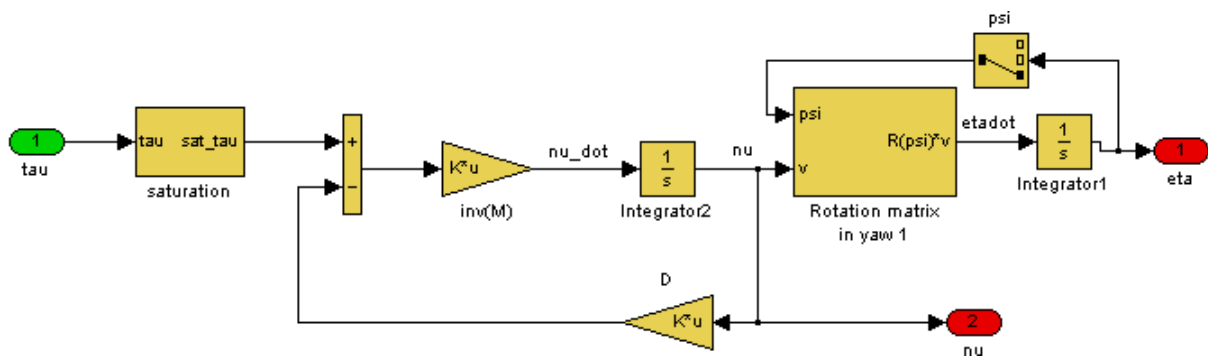 psi
1
tau
tau sat_tau
saturation
+
−
K*u
inv(M)
nu_dot
1
s
Integrator2
nu
psi
v
R(psi)*v
Rotation matrix
in yaw 1
etadot
1
s
Integrator1
1
eta
D
K*u
2
nu